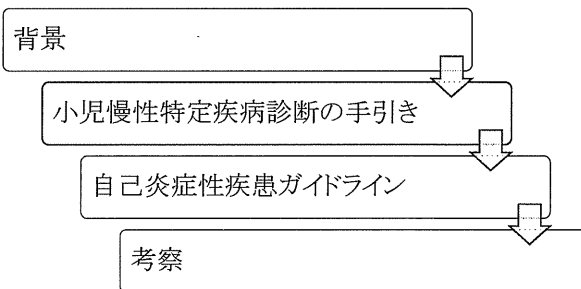 背景
小児慢性特定疾病診断の手引き
自己炎症性疾患ガイドライン
考察